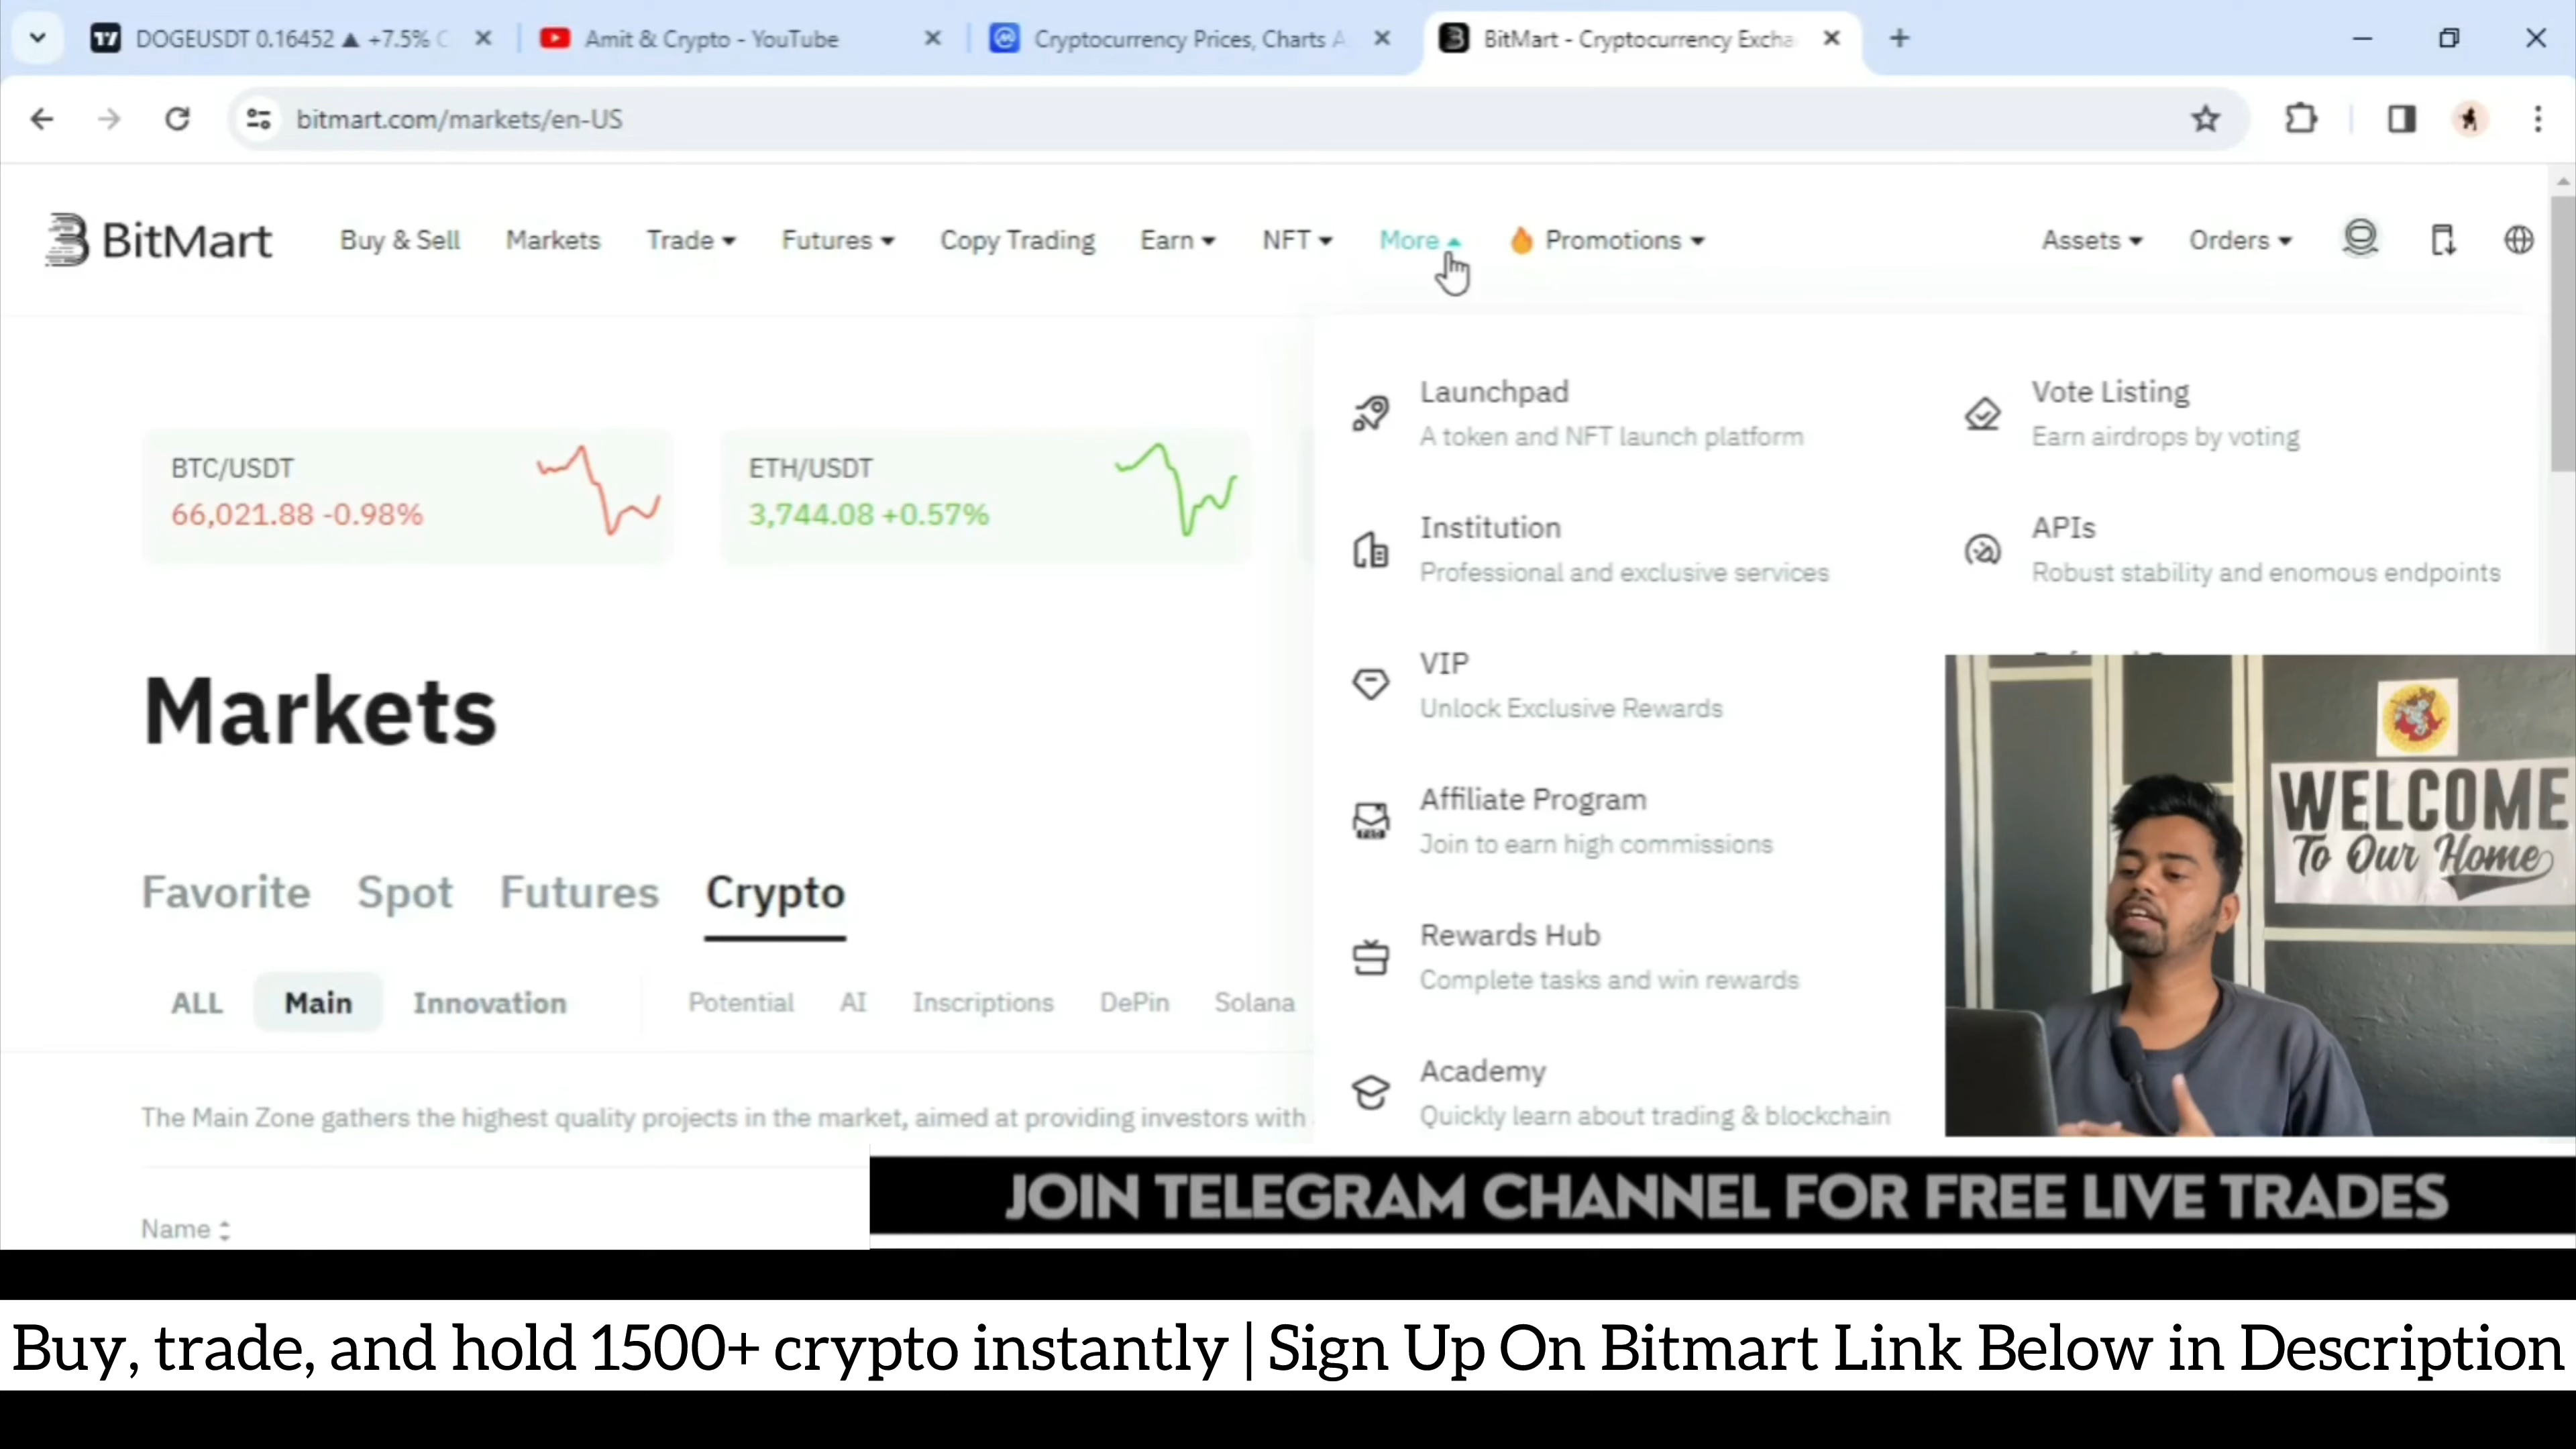 DOGEUSDT 0.16452 ▲ +7.5%
Amit & Crypto - YouTube
Cryptocurrency Prices, Charts A
BitMart - Cryptocurrency Excha
bitmart.com/markets/en-US
BitMart
Buy & Sell
Markets
Trade
Futures
Copy Trading
Earn
NFT
More
Promotions
Assets
Orders
BTC/USDT
66,021.88 -0.98%
ETH/USDT
3,744.08 +0.57%
Launchpad
A token and NFT launch platform
Vote Listing
Earn airdrops by voting
Institution
Professional and exclusive services
APIs
Robust stability and enomous endpoints
VIP
Unlock Exclusive Rewards
Affiliate Program
Join to earn high commissions
Rewards Hub
Complete tasks and win rewards
Academy
Quickly learn about trading & blockchain
Markets
Favorite
Spot
Futures
Crypto
ALL
Main
Innovation
Potential
AI
Inscriptions
DePin
Solana
The Main Zone gathers the highest quality projects in the market, aimed at providing investors with
Name
WELCOME
To Our Home
JOIN TELEGRAM CHANNEL FOR FREE LIVE TRADES
Buy, trade, and hold 1500+ crypto instantly | Sign Up On Bitmart Link Below in Description